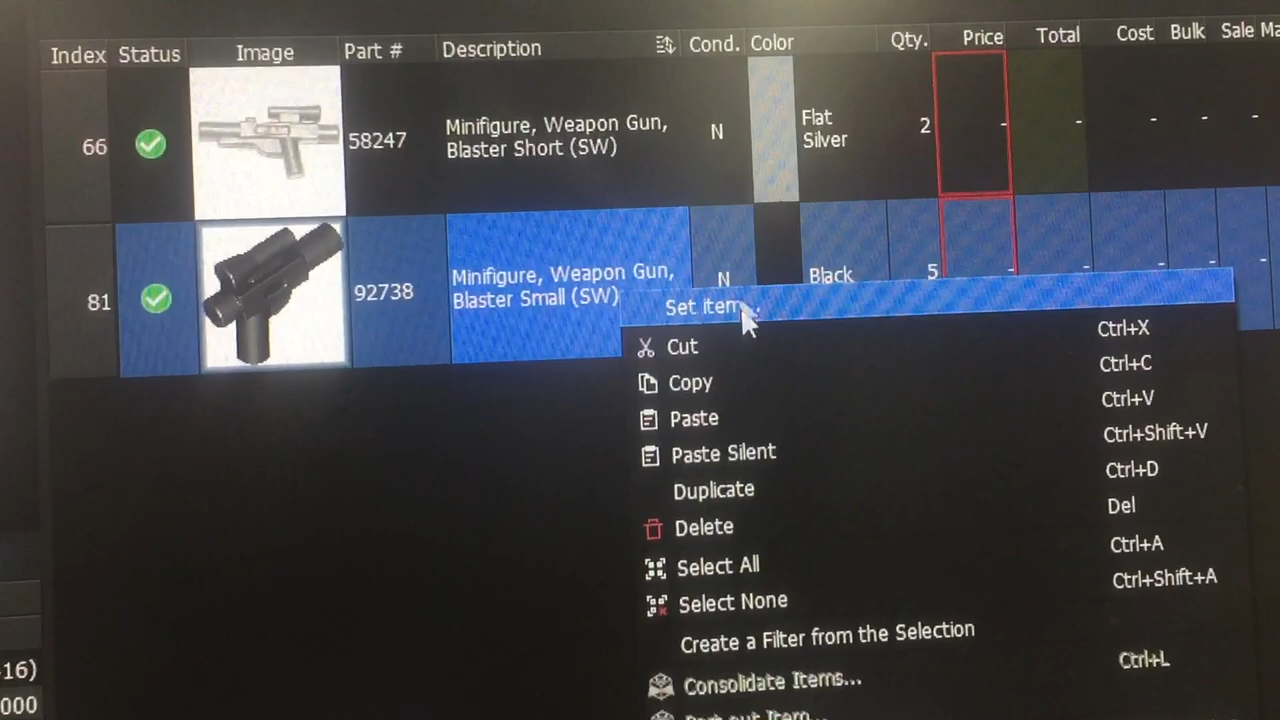 Index Status Image Part # Description Cond. Color Qty. Price Total Cost Bulk Sale
66 58247 Minifigure, Weapon Gun, Blaster Short (SW) N Flat Silver 2 - - - - -
81 92738 Minifigure, Weapon Gun, Blaster Small (SW) N Black 5 - - - - -
Set item...
Cut Ctrl+X
Copy Ctrl+C
Paste Ctrl+V
Paste Silent Ctrl+Shift+V
Duplicate Ctrl+D
Delete Del
Select All Ctrl+A
Select None Ctrl+Shift+A
Create a Filter from the Selection
Consolidate Items... Ctrl+L
Part out Item...
-16)
000